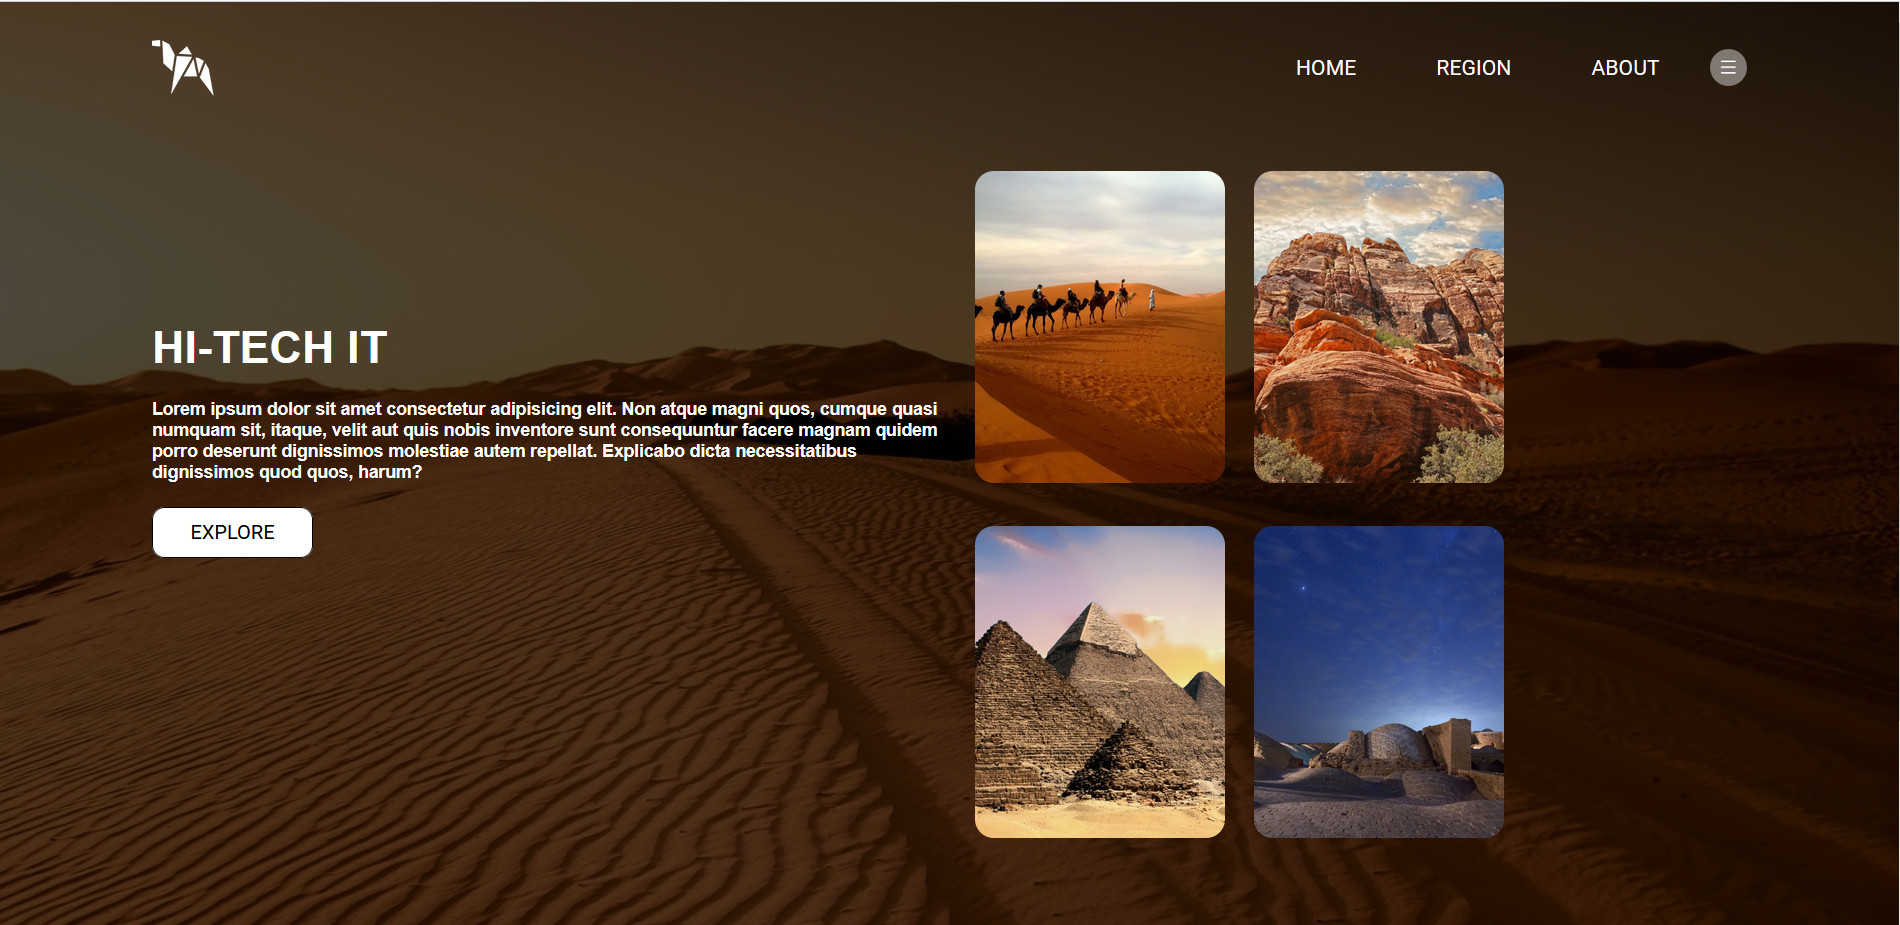 HOME REGION ABOUT
HI-TECH IT
Lorem ipsum dolor sit amet consectetur adipisicing elit. Non atque magni quos, cumque quasi
numquam sit, itaque, velit aut quis nobis inventore sunt consequuntur facere magnam quidem
porro deserunt dignissimos molestiae autem repellat. Explicabo dicta necessitatibus
dignissimos quod quos, harum?
EXPLORE